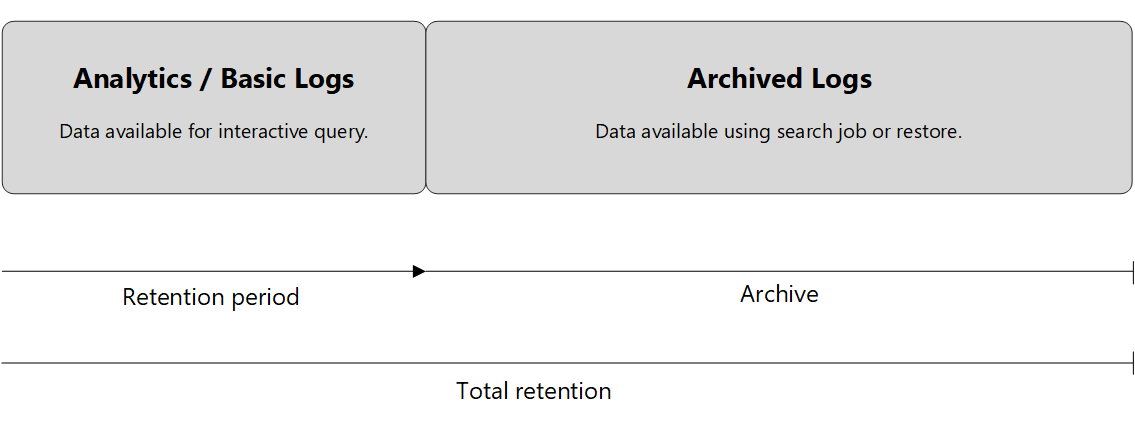 Analytics / Basic Logs
Data available for interactive query.
Archived Logs
Data available using search job or restore.
Retention period
Archive
Total retention